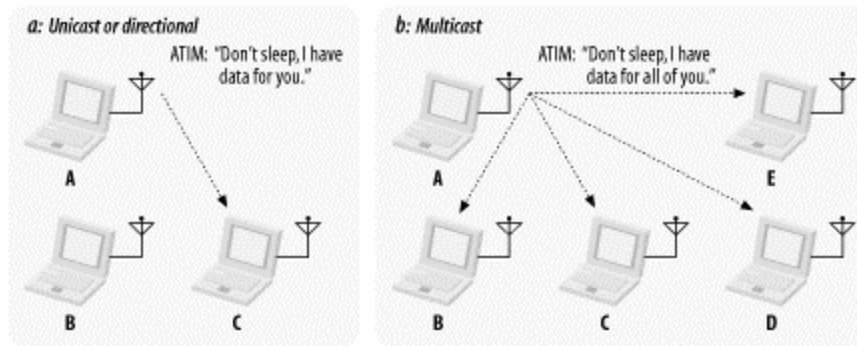 a: Unicast or directional
ATIM: "Don't sleep, I have
data for you."
A
B
C
b: Multicast
ATIM: "Don't sleep, I have
data for all of you."
A
E
B
C
D